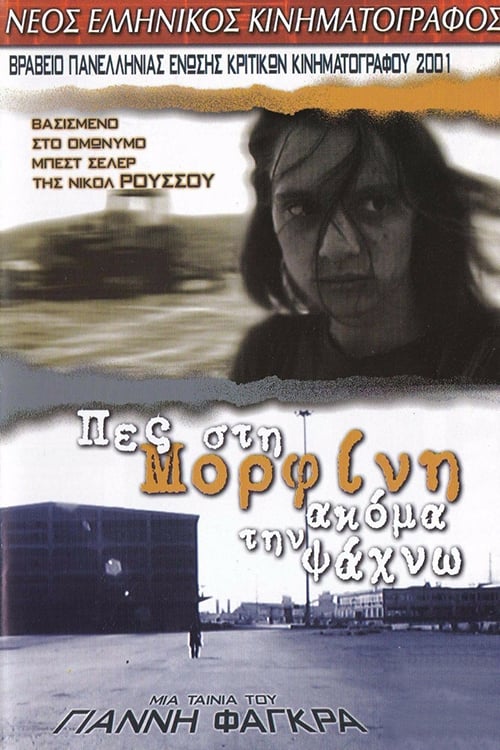 ΝΕΟΣ ΕΛΛΗΝΙΚΟΣ ΚΙΝΗΜΑΤΟΓΡΑΦΟΣ
ΒΡΑΒΕΙΟ ΠΑΝΕΛΛΗΝΙΑΣ ΕΝΩΣΗΣ ΚΡΙΤΙΚΩΝ ΚΙΝΗΜΑΤΟΓΡΑΦΟΥ 2001
ΒΑΣΙΣΜΕΝΟ
ΣΤΟ ΟΜΩΝΥΜΟ
ΜΠΕΣΤ ΣΕΛΕΡ
ΤΗΣ ΝΙΚΟΛ ΡΟΥΣΣΟΥ
Πες στη
Μορφίνη
ακόμα
την ψάχνω
ΜΙΑ ΤΑΙΝΙΑ ΤΟΥ
ΓΙΑΝΝΗ ΦΑΓΚΡΑ